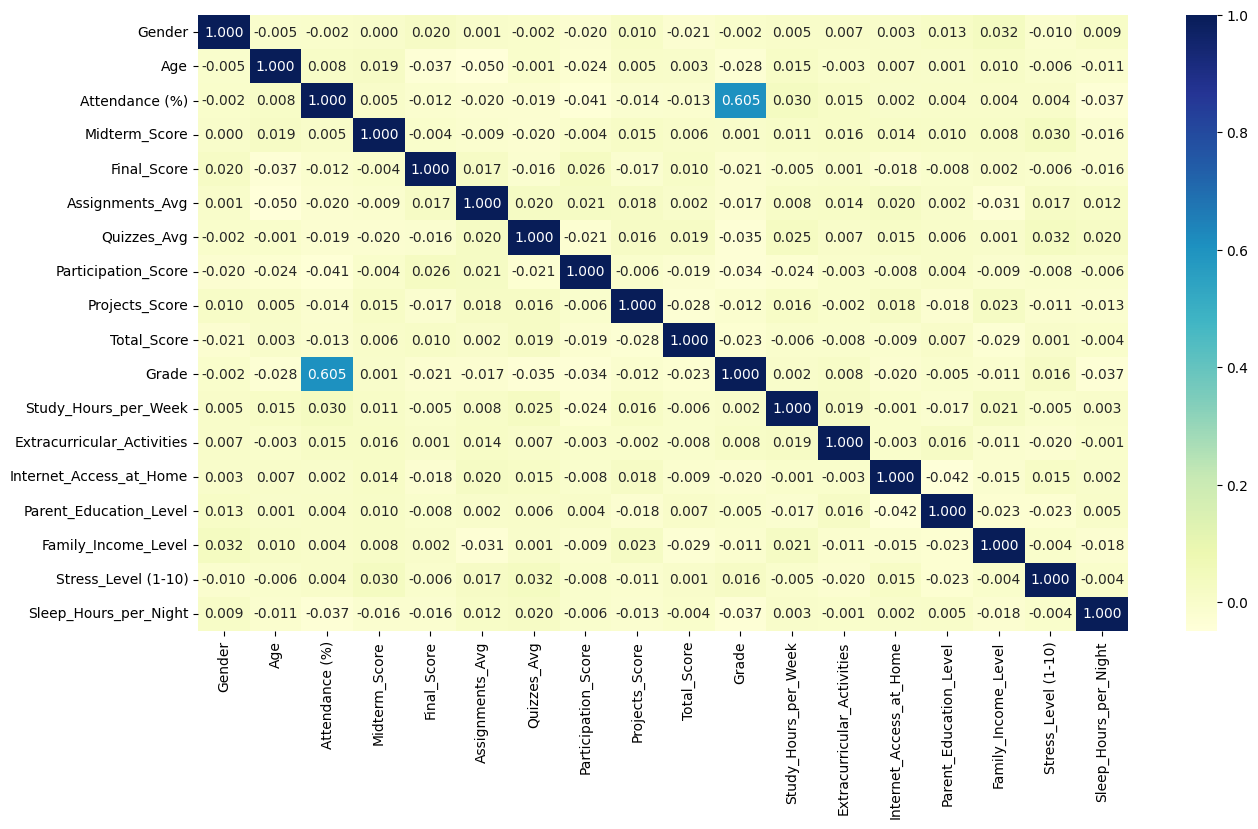 Gender 1.000 -0.005 -0.002 0.000 0.020 0.001 -0.002 -0.020 0.010 -0.021 -0.002 0.005 0.007 0.003 0.013 0.032 -0.010 0.009
Age -0.005 1.000 0.008 0.019 -0.037 -0.050 -0.001 -0.024 0.005 0.003 -0.028 0.015 -0.003 0.007 0.001 0.010 -0.006 -0.011
Attendance (%) -0.002 0.008 1.000 0.005 -0.012 -0.020 -0.019 -0.041 -0.014 -0.013 0.605 0.030 0.015 0.002 0.004 0.004 0.004 -0.037
Midterm_Score 0.000 0.019 0.005 1.000 -0.004 -0.009 -0.020 -0.004 0.015 0.006 0.001 0.011 0.016 0.014 0.010 0.008 0.030 -0.016
Final_Score 0.020 -0.037 -0.012 -0.004 1.000 0.017 -0.016 0.026 -0.017 0.010 -0.021 -0.005 0.001 -0.018 -0.008 0.002 -0.006 -0.016
Assignments_Avg 0.001 -0.050 -0.020 -0.009 0.017 1.000 0.020 0.021 0.018 0.002 -0.017 0.008 0.014 0.020 0.002 -0.031 0.017 0.012
Quizzes_Avg -0.002 -0.001 -0.019 -0.020 -0.016 0.020 1.000 -0.021 0.016 0.019 -0.035 0.025 0.007 0.015 0.006 0.001 0.032 0.020
Participation_Score -0.020 -0.024 -0.041 -0.004 0.026 0.021 -0.021 1.000 -0.006 -0.019 -0.034 -0.024 -0.003 -0.008 0.004 -0.009 -0.008 -0.006
Projects_Score 0.010 0.005 -0.014 0.015 -0.017 0.018 0.016 -0.006 1.000 -0.028 -0.012 0.016 -0.002 0.018 -0.018 0.023 -0.011 -0.013
Total_Score -0.021 0.003 -0.013 0.006 0.010 0.002 0.019 -0.019 -0.028 1.000 -0.023 -0.006 -0.008 -0.009 0.007 -0.029 0.001 -0.004
Grade -0.002 -0.028 0.605 0.001 -0.021 -0.017 -0.035 -0.034 -0.012 -0.023 1.000 0.002 0.008 -0.020 -0.005 -0.011 0.016 -0.037
Study_Hours_per_Week 0.005 0.015 0.030 0.011 -0.005 0.008 0.025 -0.024 0.016 -0.006 0.002 1.000 0.019 -0.001 -0.017 0.021 -0.005 0.003
Extracurricular_Activities 0.007 -0.003 0.015 0.016 0.001 0.014 0.007 -0.003 -0.002 -0.008 0.008 0.019 1.000 -0.003 0.016 -0.011 -0.020 -0.001
Internet_Access_at_Home 0.003 0.007 0.002 0.014 -0.018 0.020 0.015 -0.008 0.018 -0.009 -0.020 -0.001 -0.003 1.000 -0.042 -0.015 0.015 0.002
Parent_Education_Level 0.013 0.001 0.004 0.010 -0.008 0.002 0.006 0.004 -0.018 0.007 -0.005 -0.017 0.016 -0.042 1.000 -0.023 -0.023 0.005
Family_Income_Level 0.032 0.010 0.004 0.008 0.002 -0.031 0.001 -0.009 0.023 -0.029 -0.011 0.021 -0.011 -0.015 -0.023 1.000 -0.004 -0.018
Stress_Level (1-10) -0.010 -0.006 0.004 0.030 -0.006 0.017 0.032 -0.008 -0.011 0.001 0.016 -0.005 -0.020 0.015 -0.023 -0.004 1.000 -0.004
Sleep_Hours_per_Night 0.009 -0.011 -0.037 -0.016 -0.016 0.012 0.020 -0.006 -0.013 -0.004 -0.037 0.003 -0.001 0.002 0.005 -0.018 -0.004 1.000
Gender
Age
Attendance (%)
Midterm_Score
Final_Score
Assignments_Avg
Quizzes_Avg
Participation_Score
Projects_Score
Total_Score
Grade
Study_Hours_per_Week
Extracurricular_Activities
Internet_Access_at_Home
Parent_Education_Level
Family_Income_Level
Stress_Level (1-10)
Sleep_Hours_per_Night
1.0
0.8
0.6
0.4
0.2
0.0